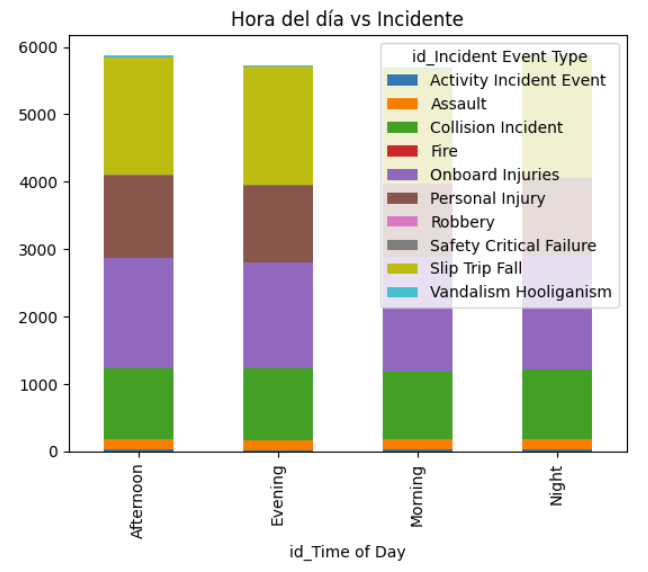 Hora del día vs Incidente
6000
5000
4000
3000
2000
1000
0
id_Incident Event Type
Activity Incident Event
Assault
Collision Incident
Fire
Onboard Injuries
Personal Injury
Robbery
Safety Critical Failure
Slip Trip Fall
Vandalism Hooliganism
Afternoon
Evening
Morning
Night
id_Time of Day